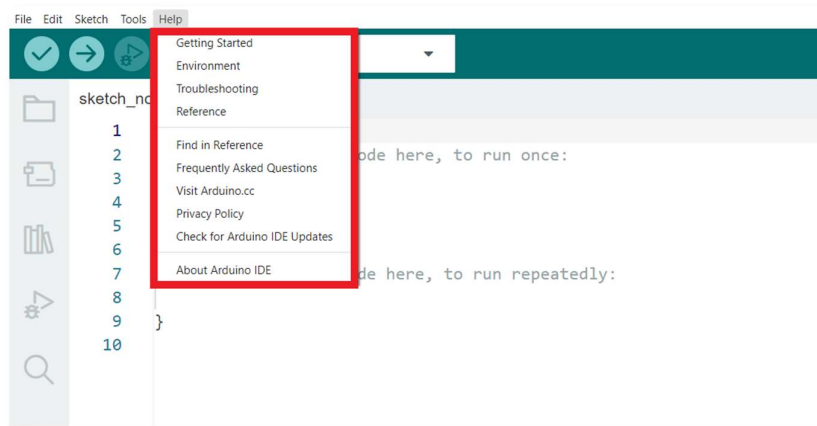 File Edit Sketch Tools Help
Getting Started
Environment
Troubleshooting
Reference
Find in Reference
Frequently Asked Questions
Visit Arduino.cc
Privacy Policy
Check for Arduino IDE Updates
About Arduino IDE
1
2 ode here, to run once:
3
4
5
6
7 de here, to run repeatedly:
8
9 }
10